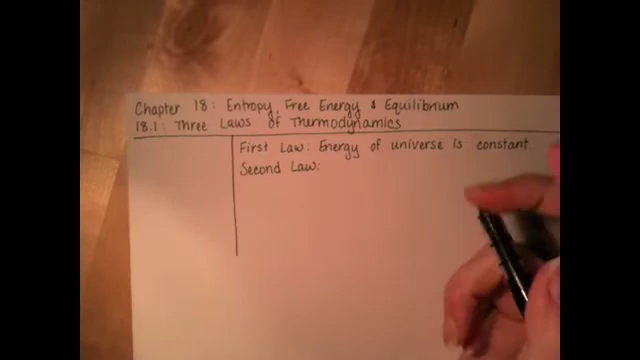 Chapter 18: Entropy, Free Energy & Equilibrium
18.1: Three Laws of Thermodynamics
First Law: Energy of universe is constant
Second Law: